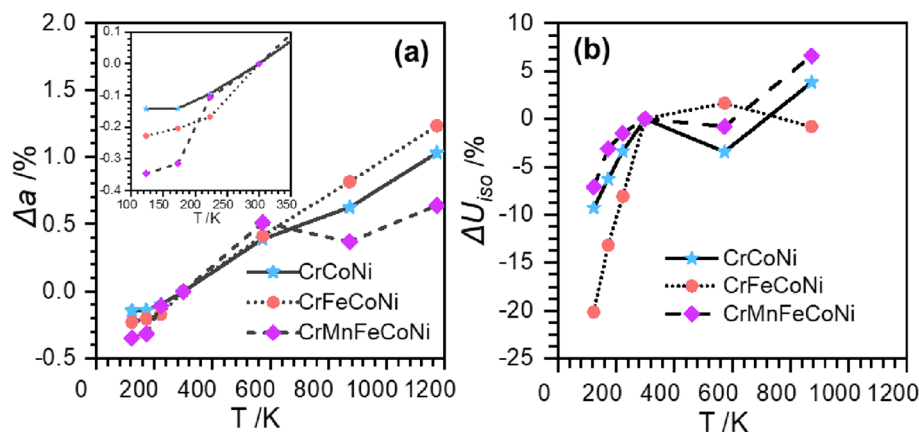 (a)
Δa /%
2.0
1.5
1.0
0.5
0.0
-0.5
0 200 400 600 800 1000 1200
T /K
0.1
0.0
-0.1
-0.2
-0.3
-0.4
100 150 200 250 300 350
T /K
CrCoNi
CrFeCoNi
CrMnFeCoNi
(b)
ΔUiso /%
10
5
0
-5
-10
-15
-20
-25
0 200 400 600 800 1000 1200
T /K
CrCoNi
CrFeCoNi
CrMnFeCoNi